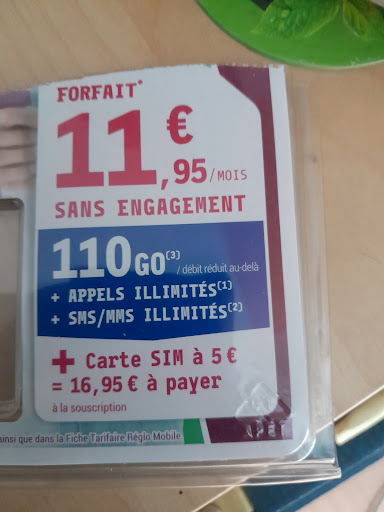 FORFAIT*
11€,95/MOIS
SANS ENGAGEMENT
110GO(3) / débit réduit au-delà
+ APPELS ILLIMITÉS(1)
+ SMS/MMS ILLIMITÉS(2)
+ Carte SIM à 5 €
= 16,95 € à payer
à la souscription
ainsi que dans la Fiche Tarifaire Réglo Mobile
APET